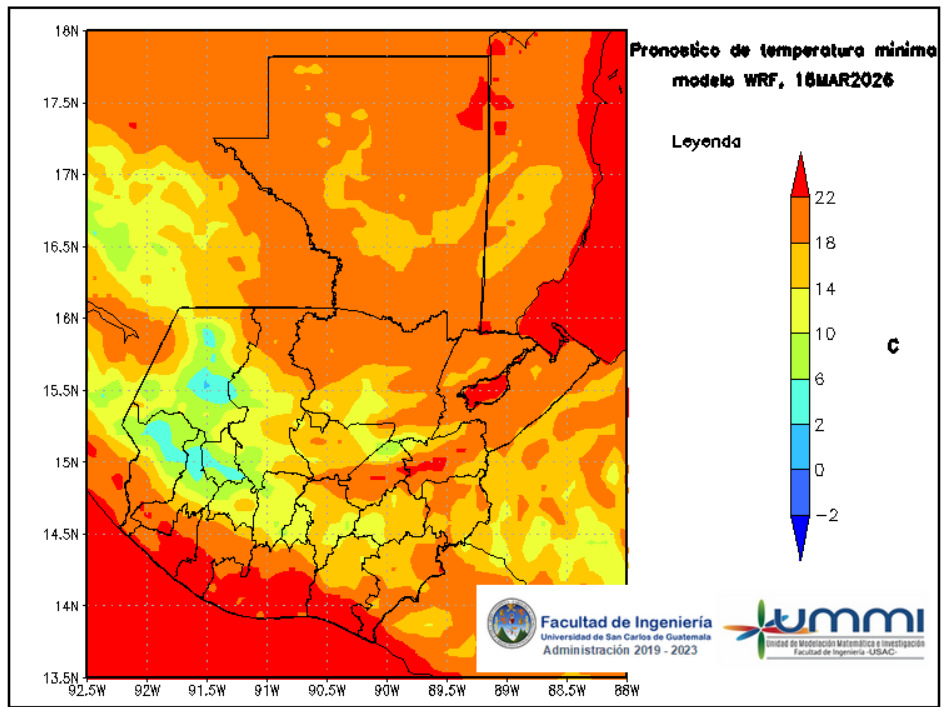 Pronostico de temperatura minima
modelo WRF, 16MAR2026
Leyenda
22
18
14
10
6
2
0
−2
C
18N
17.5N
17N
16.5N
16N
15.5N
15N
14.5N
14N
13.5N
92.5W
92W
91.5W
91W
90.5W
90W
89.5W
89W
88.5W
88W
Facultad de Ingeniería
Universidad de San Carlos de Guatemala
Administración 2019 - 2023
UMMI
Unidad de Modelación Matemática e Investigación
Facultad de Ingeniería -USAC-